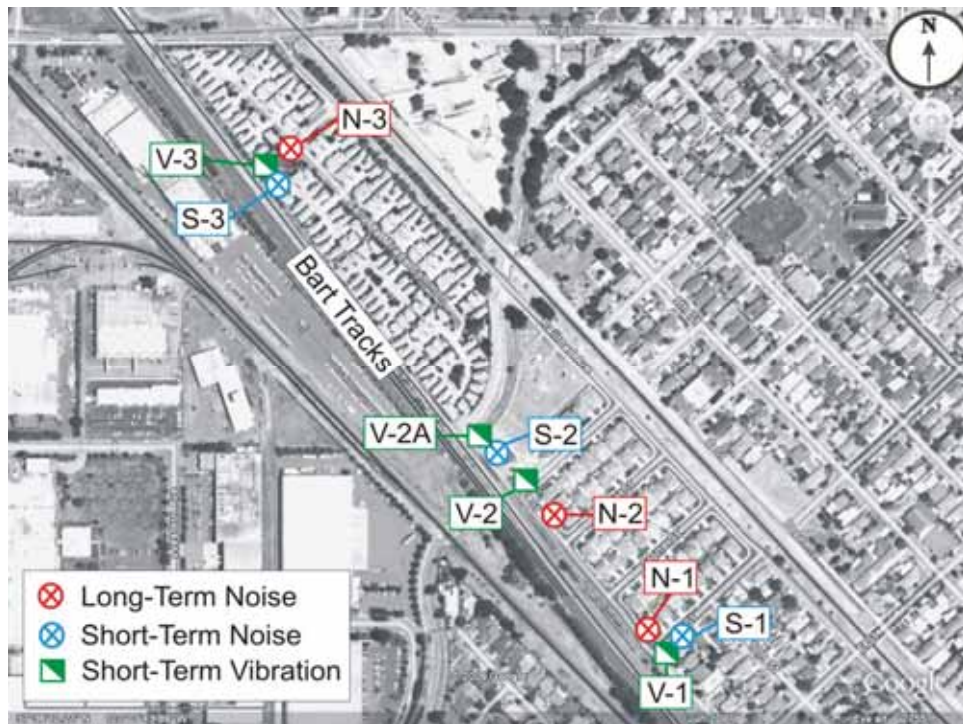 N
N-3
V-3
S-3
Bart Tracks
V-2A
S-2
V-2
N-2
N-1
S-1
V-1
Long-Term Noise
Short-Term Noise
Short-Term Vibration
Google